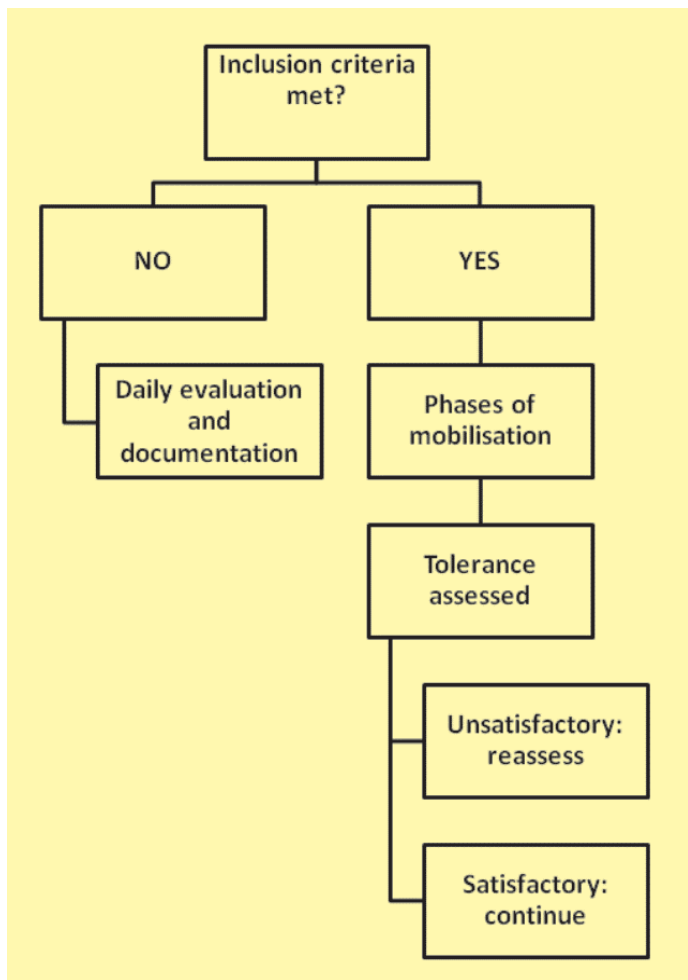 Inclusion criteria
met?
NO
YES
Daily evaluation
and
documentation
Phases of
mobilisation
Tolerance
assessed
Unsatisfactory:
reassess
Satisfactory:
continue